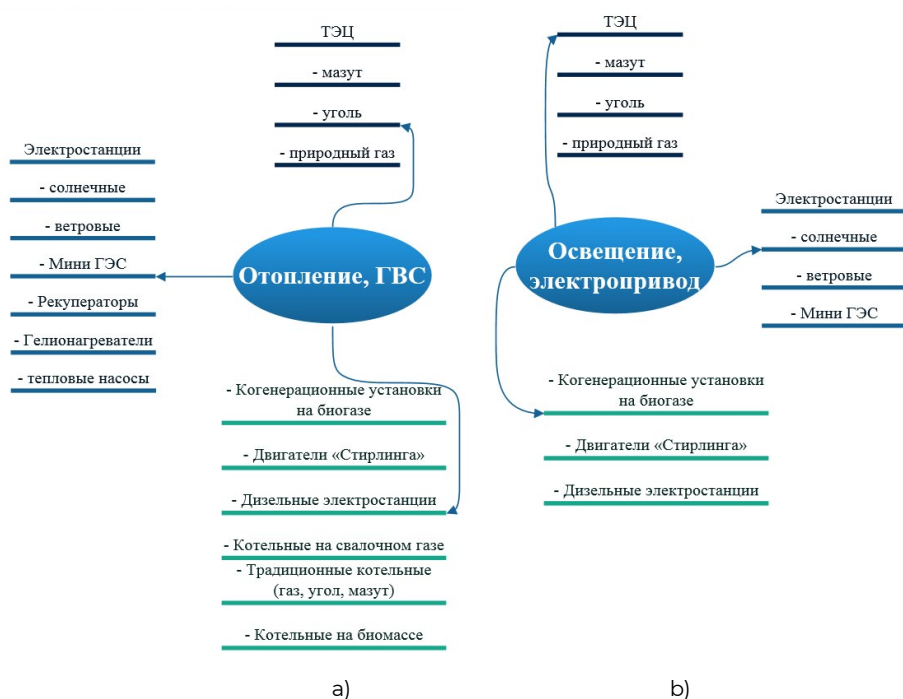 ТЭЦ
- мазут
- уголь
- природный газ
Электростанции
- солнечные
- ветровые
- Мини ГЭС
- Рекуператоры
- Гелионагреватели
- тепловые насосы
Отопление, ГВС
- Когенерационные установки
на биогазе
- Двигатели «Стирлинга»
- Дизельные электростанции
- Котельные на свалочном газе
- Традиционные котельные
(газ, угол, мазут)
- Котельные на биомассе
a)
ТЭЦ
- мазут
- уголь
- природный газ
Освещение,
электропривод
Электростанции
- солнечные
- ветровые
- Мини ГЭС
- Когенерационные установки
на биогазе
- Двигатели «Стирлинга»
- Дизельные электростанции
b)